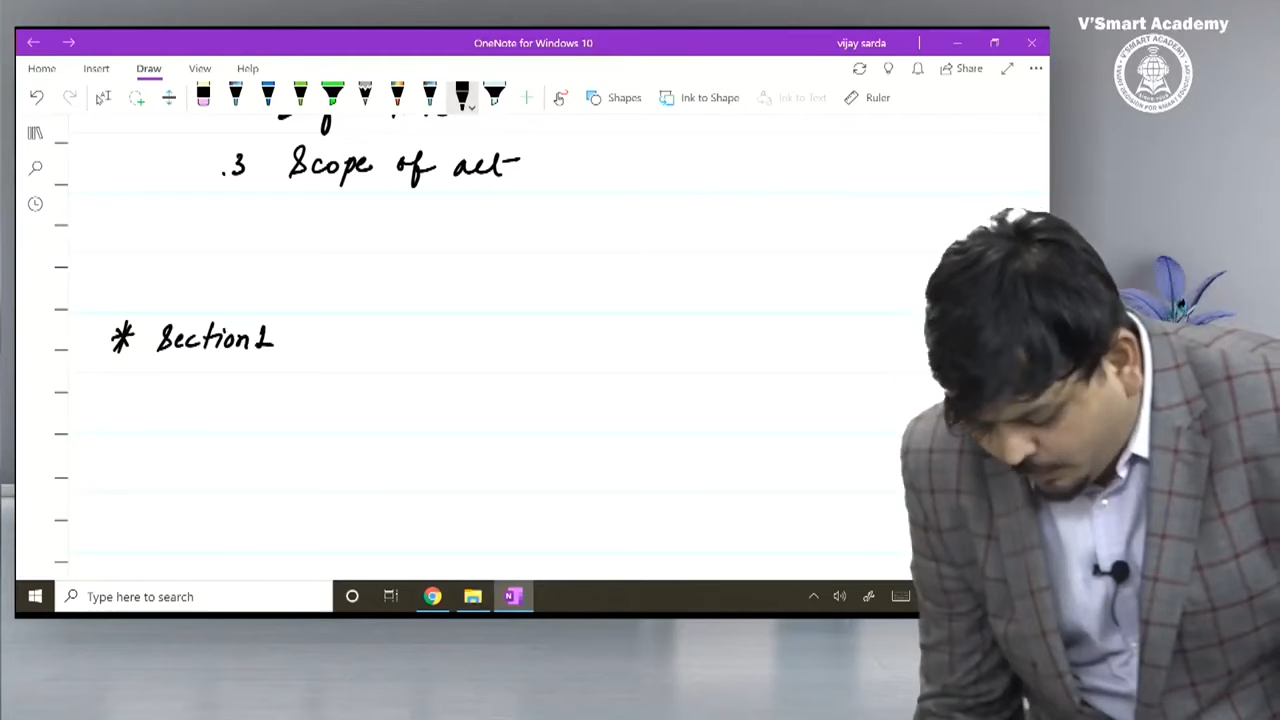 V'Smart Academy
OneNote for Windows 10
vijay sarda
Home Insert Draw View Help
Share
Shapes Ink to Shape Ink to Text Ruler
.3 Scope of act
* Section 1
Type here to search